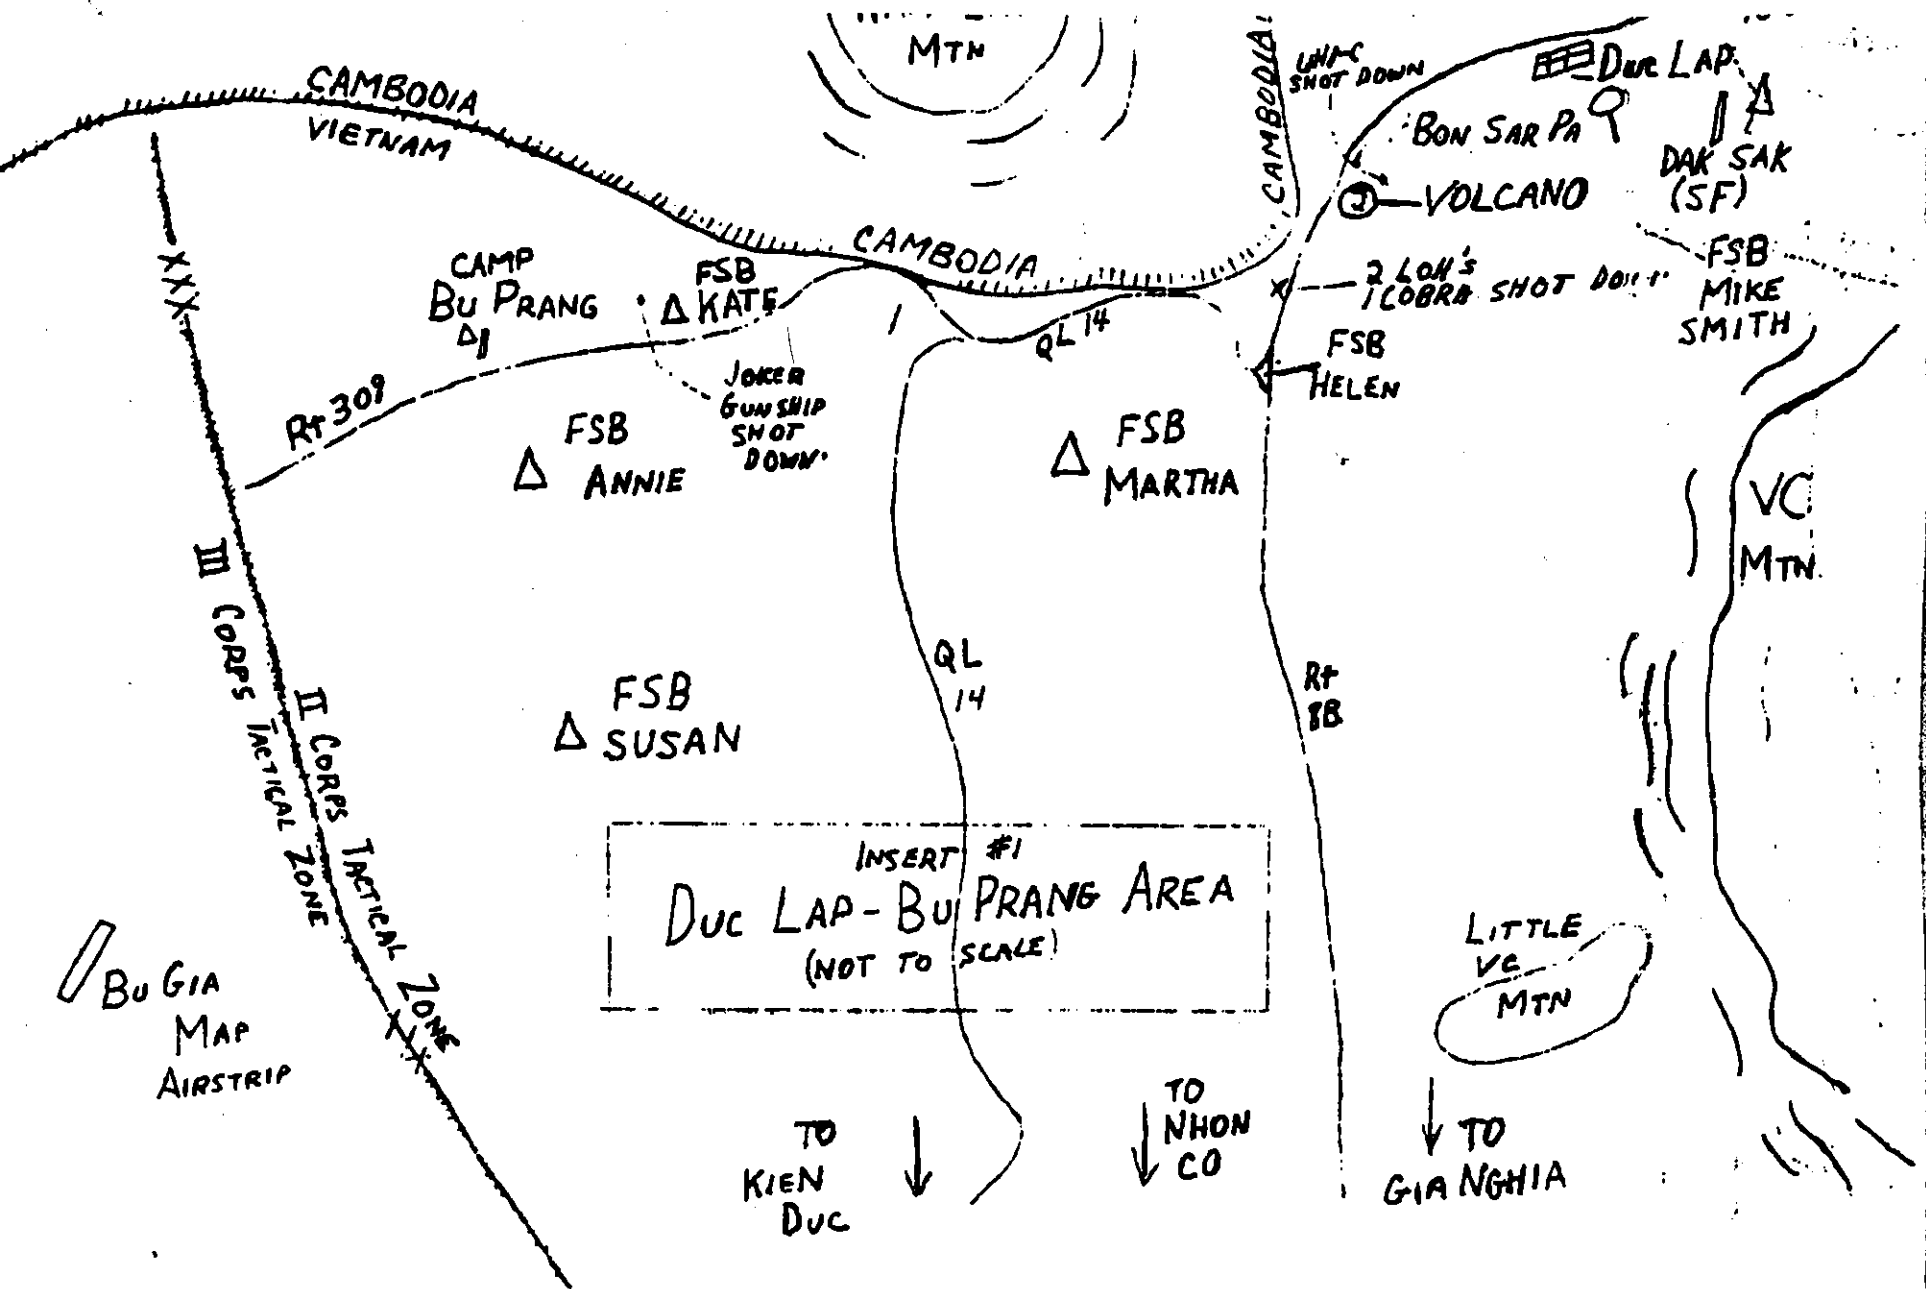 MTN
CAMBODIA
VIETNAM
CAMBODIA
CAMBODIA
SHOT DOWN
DUC LAP
BON SAR PA
DAK SAK
(SF)
VOLCANO
2 LOH'S
1 COBRA SHOT DOWN
FSB
MIKE
SMITH
CAMP
BU PRANG
FSB
KATE
QL 14
FSB
HELEN
JOKER
GUNSHIP
SHOT
DOWN
Rt 309
FSB
ANNIE
FSB
MARTHA
VC
MTN
XXX
III CORPS TACTICAL ZONE
II CORPS TACTICAL ZONE
XXX
FSB
SUSAN
QL
14
Rt
8B
INSERT #1
DUC LAP-BU PRANG AREA
(NOT TO SCALE)
LITTLE
VC
MTN
BU GIA
MAP
AIRSTRIP
TO
KIEN
DUC
TO
NHON
CO
TO
GIA NGHIA